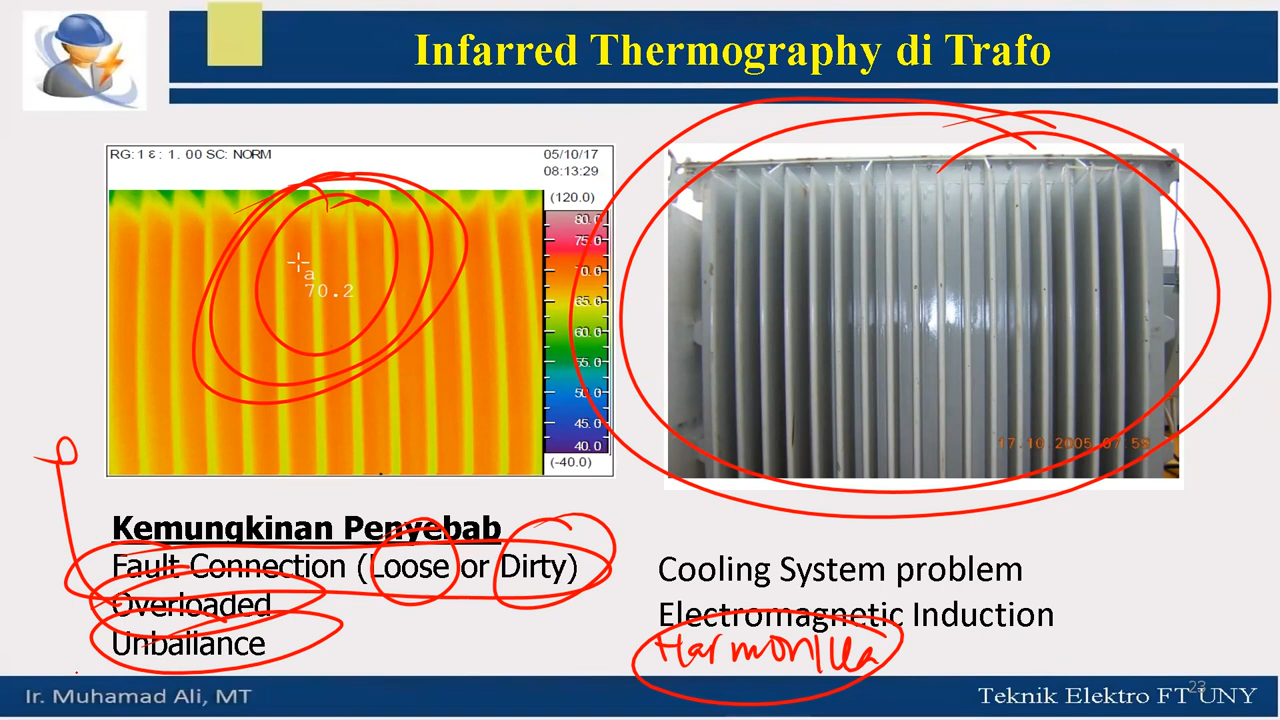 Infarred Thermography di Trafo
RG:1 ε: 1.00 SC: NORM
05/10/17
08:13:29
(120.0)
80.0
75.0
70.0
65.0
60.0
55.0
50.0
45.0
40.0
(-40.0)
a
70.2
17.10.2005 07:59
Kemungkinan Penyebab
Fault Connection (Loose or Dirty)
Overloaded
Unballance
Cooling System problem
Electromagnetic Induction
Harmonika
23
Ir. Muhamad Ali, MT
Teknik Elektro FT UNY